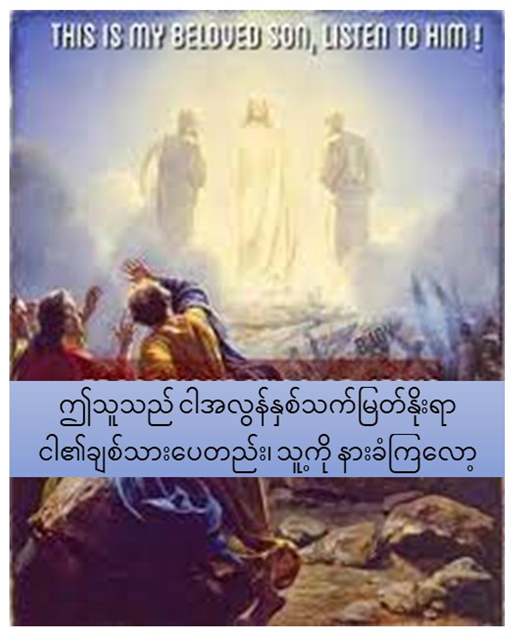 THIS IS MY BELOVED SON, LISTEN TO HIM !
ဤသူသည် ငါအလွန်နှစ်သက်မြတ်နိုးရာ
ငါ၏ချစ်သားပေတည်း၊ သူ့ကို နားခံကြလော့